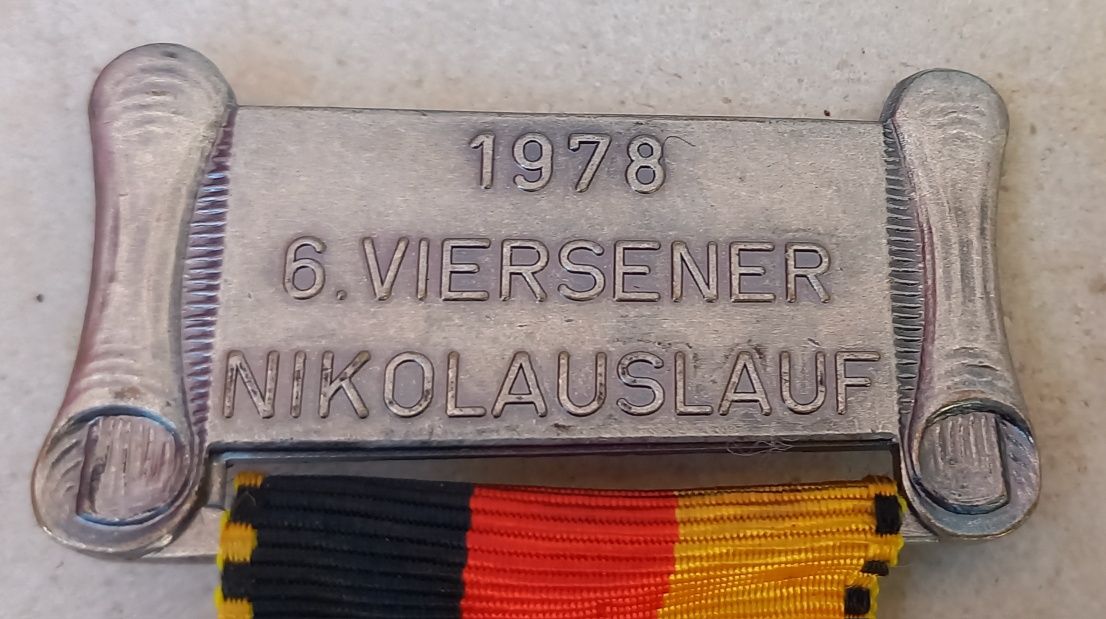 1978
6. VIERSENER
NIKOLAUSLAUF